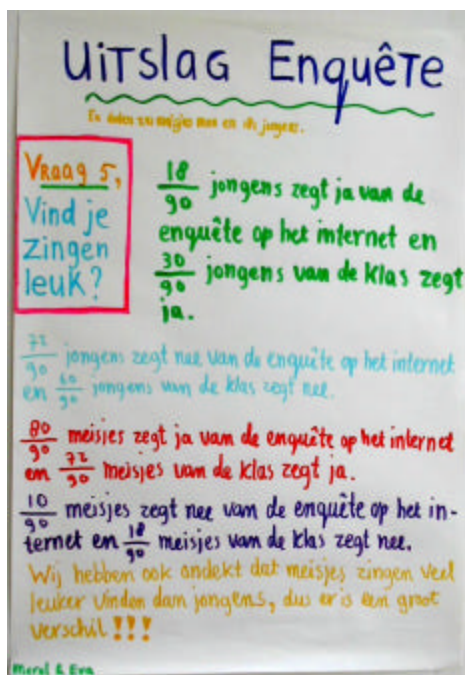 Uitslag Enquête
meisjes mee en jongens.
Vraag 5,
Vind je
zingen
leuk?
18/90 jongens zegt ja van de
enquête op het internet en
30/90 jongens van de klas zegt
ja.
72/90 jongens zegt nee van de enquête op het internet
en 60/90 jongens van de klas zegt nee.
80/90 meisjes zegt ja van de enquête op het internet
en 72/90 meisjes van de klas zegt ja.
10/90 meisjes zegt nee van de enquête op het in-
ternet en 18/90 meisjes van de klas zegt nee.
Wij hebben ook ondekt dat meisjes zingen veel
leuker vinden dan jongens, dus er is een groot
verschil!!!
Merel & Eva